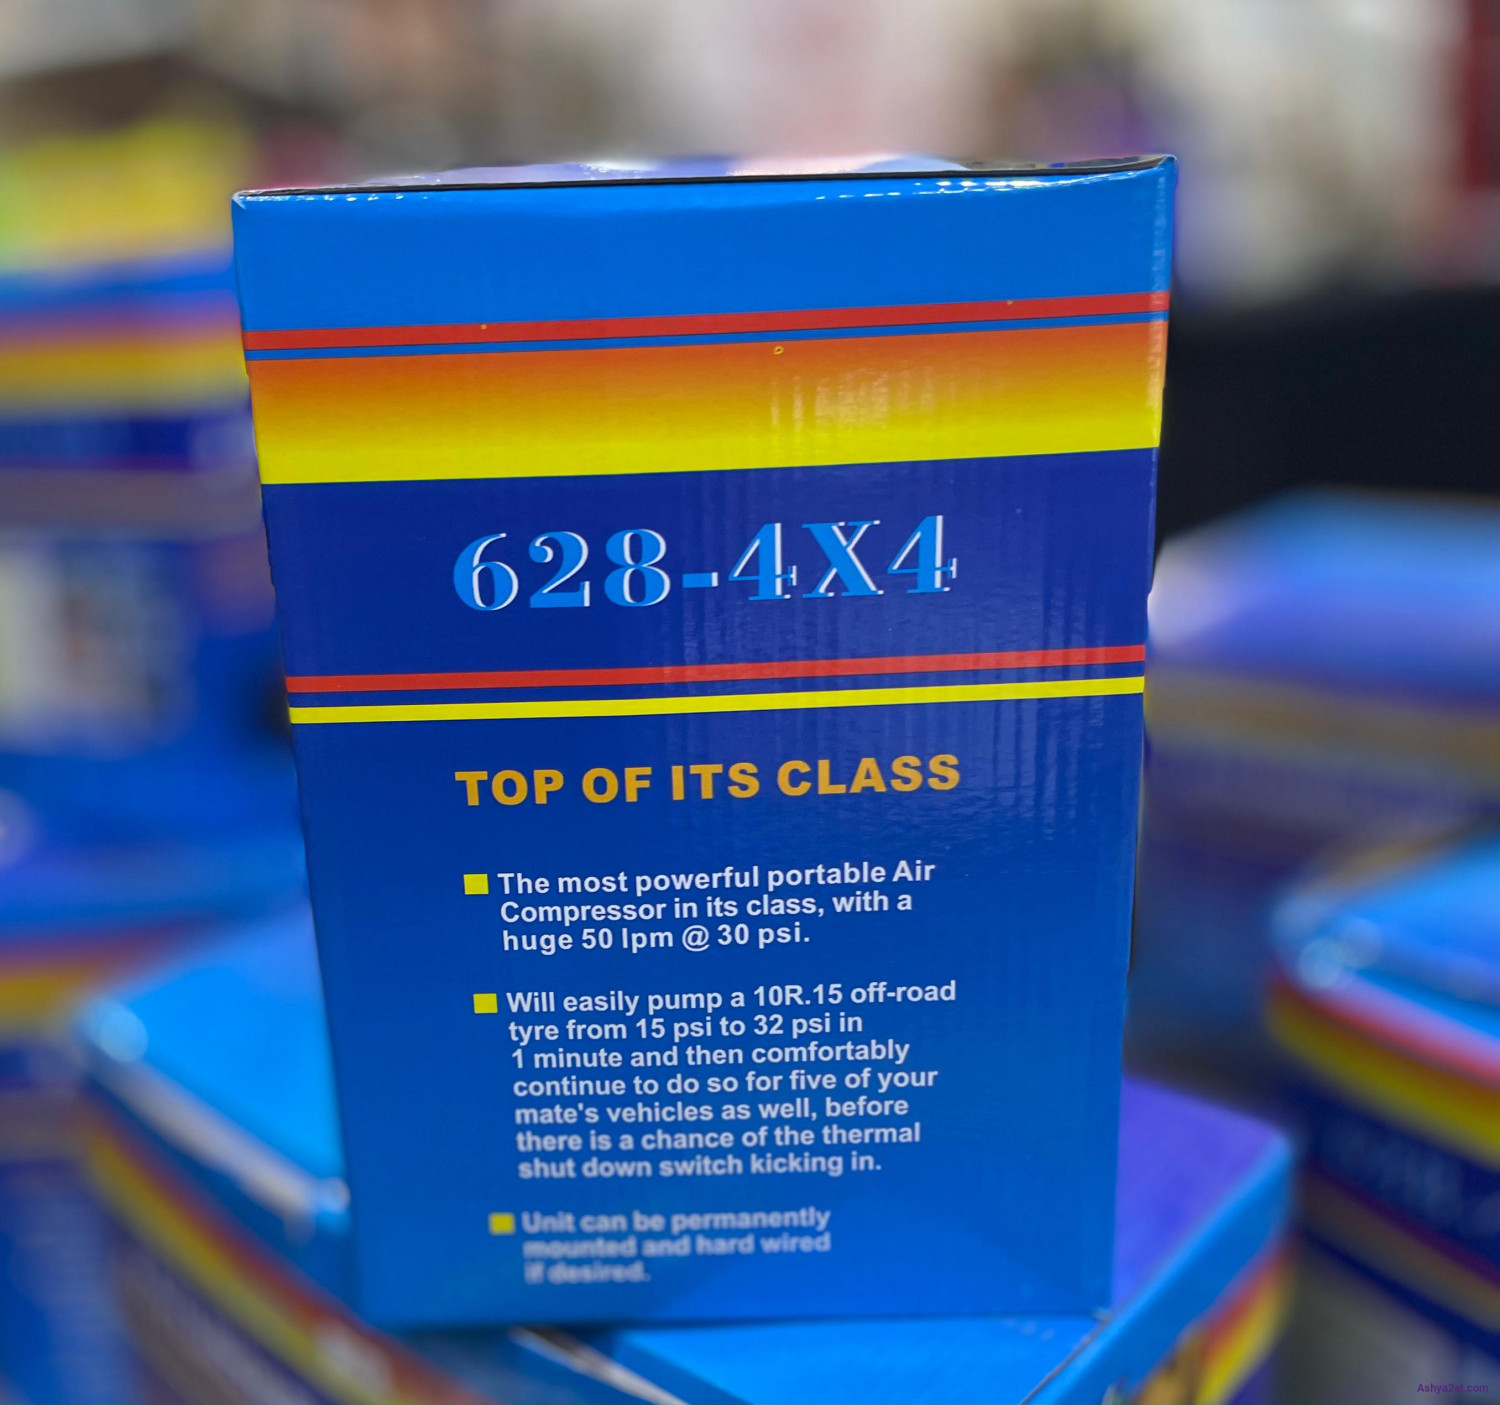 628-4X4
TOP OF ITS CLASS
The most powerful portable Air
Compressor in its class, with a
huge 50 lpm @ 30 psi.
Will easily pump a 10R.15 off-road
tyre from 15 psi to 32 psi in
1 minute and then comfortably
continue to do so for five of your
mate's vehicles as well, before
there is a chance of the thermal
shut down switch kicking in.
Unit can be permanently
mounted and hard wired
if desired.
Ashya2al.com